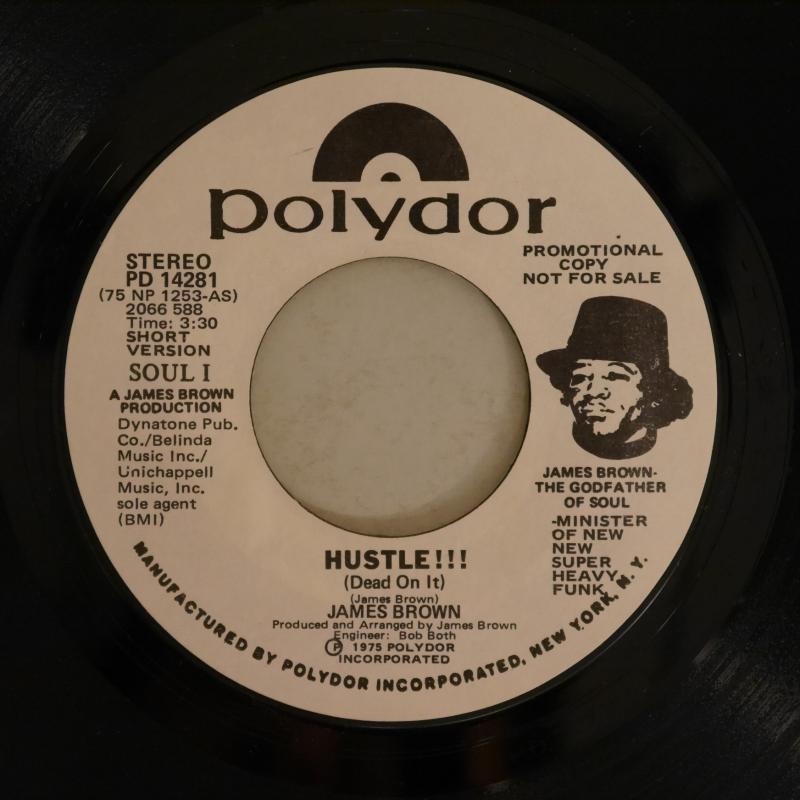 polydor
STEREO
PD 14281
(75 NP 1253-AS)
2066 588
Time: 3:30
SHORT
VERSION
SOUL I
A JAMES BROWN
PRODUCTION
Dynatone Pub.
Co./Belinda
Music Inc./
Unichappell
Music, Inc.
sole agent
(BMI)
PROMOTIONAL
COPY
NOT FOR SALE
JAMES BROWN-
THE GODFATHER
OF SOUL
-MINISTER
OF NEW
NEW
SUPER
HEAVY
FUNK
HUSTLE!!!
(Dead On It)
(James Brown)
JAMES BROWN
Produced and Arranged by James Brown
Engineer: Bob Both
Ⓟ 1975 POLYDOR
INCORPORATED
MANUFACTURED BY POLYDOR INCORPORATED, NEW YORK, N.Y.